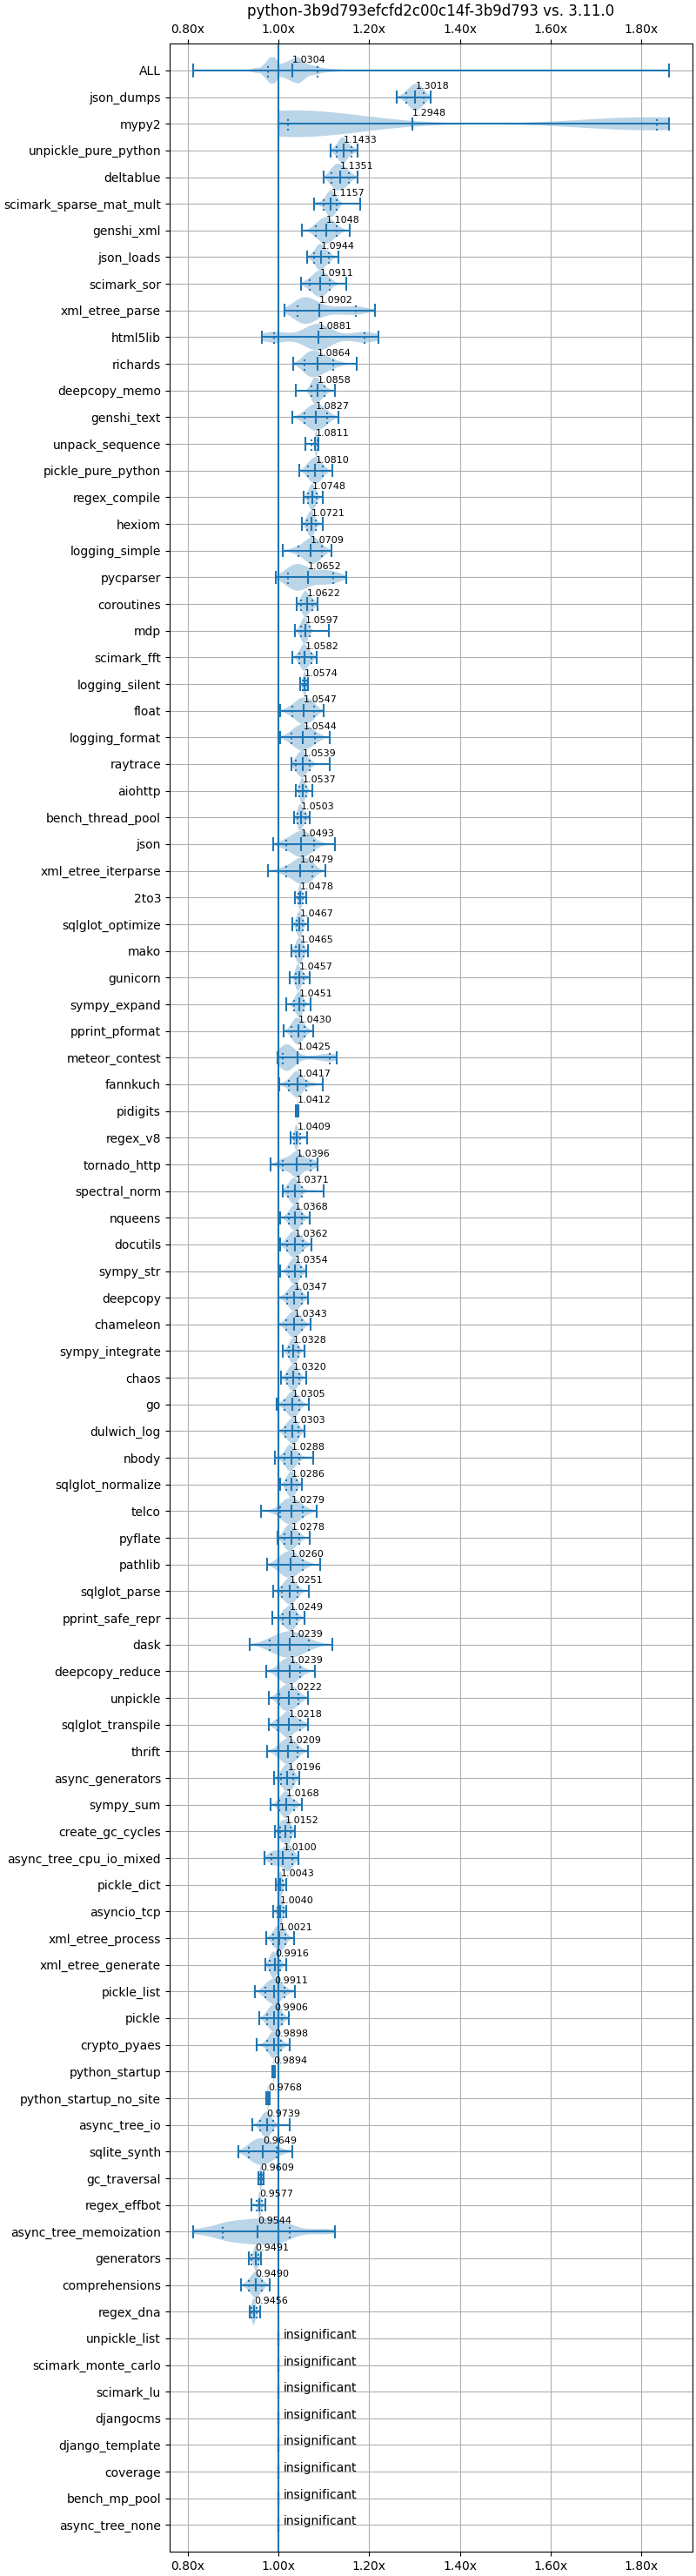 python-3b9d793efcfd2c00c14f-3b9d793 vs. 3.11.0
0.80x 1.00x 1.20x 1.40x 1.60x 1.80x
ALL 1.0304
json_dumps 1.3018
mypy2 1.2948
unpickle_pure_python 1.1433
deltablue 1.1351
scimark_sparse_mat_mult 1.1157
genshi_xml 1.1048
json_loads 1.0944
scimark_sor 1.0911
xml_etree_parse 1.0902
html5lib 1.0881
richards 1.0864
deepcopy_memo 1.0858
genshi_text 1.0827
unpack_sequence 1.0811
pickle_pure_python 1.0810
regex_compile 1.0748
hexiom 1.0721
logging_simple 1.0709
pycparser 1.0652
coroutines 1.0622
mdp 1.0597
scimark_fft 1.0582
logging_silent 1.0574
float 1.0547
logging_format 1.0544
raytrace 1.0539
aiohttp 1.0537
bench_thread_pool 1.0503
json 1.0493
xml_etree_iterparse 1.0479
2to3 1.0478
sqlglot_optimize 1.0467
mako 1.0465
gunicorn 1.0457
sympy_expand 1.0451
pprint_pformat 1.0430
meteor_contest 1.0425
fannkuch 1.0417
pidigits 1.0412
regex_v8 1.0409
tornado_http 1.0396
spectral_norm 1.0371
nqueens 1.0368
docutils 1.0362
sympy_str 1.0354
deepcopy 1.0347
chameleon 1.0343
sympy_integrate 1.0328
chaos 1.0320
go 1.0305
dulwich_log 1.0303
nbody 1.0288
sqlglot_normalize 1.0286
telco 1.0279
pyflate 1.0278
pathlib 1.0260
sqlglot_parse 1.0251
pprint_safe_repr 1.0249
dask 1.0239
deepcopy_reduce 1.0239
unpickle 1.0222
sqlglot_transpile 1.0218
thrift 1.0209
async_generators 1.0196
sympy_sum 1.0168
create_gc_cycles 1.0152
async_tree_cpu_io_mixed 1.0100
pickle_dict 1.0043
asyncio_tcp 1.0040
xml_etree_process 1.0021
xml_etree_generate 0.9916
pickle_list 0.9911
pickle 0.9906
crypto_pyaes 0.9898
python_startup 0.9894
python_startup_no_site 0.9768
async_tree_io 0.9739
sqlite_synth 0.9649
gc_traversal 0.9609
regex_effbot 0.9577
async_tree_memoization 0.9544
generators 0.9491
comprehensions 0.9490
regex_dna 0.9456
unpickle_list insignificant
scimark_monte_carlo insignificant
scimark_lu insignificant
djangocms insignificant
django_template insignificant
coverage insignificant
bench_mp_pool insignificant
async_tree_none insignificant
0.80x 1.00x 1.20x 1.40x 1.60x 1.80x